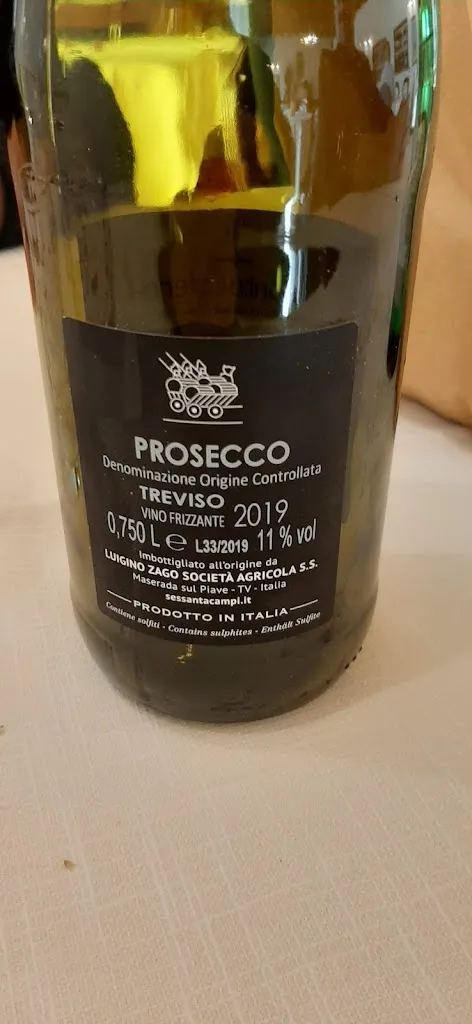 PROSECCO
Denominazione Origine Controllata
TREVISO
VINO FRIZZANTE 2019
0,750 L ℮ L33/2019 11 % vol
Imbottigliato all'origine da
LUIGINO ZAGO SOCIETÀ AGRICOLA S.S.
Maserada sul Piave - TV - Italia
sessantacampi.it
PRODOTTO IN ITALIA
Contiene solfiti - Contains sulphites - Enthält Sulfite